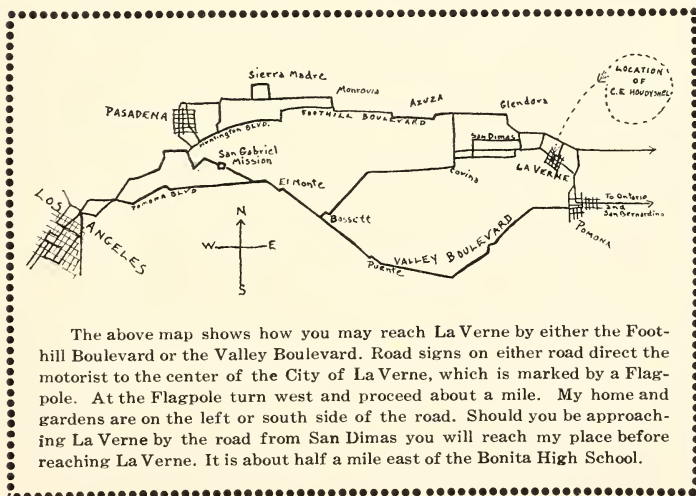 Sierra Madre
Monrovia
Azuza
Glendora
LOCATION
OF
C.E. HOUDYSHEL
PASADENA
Huntington BLVD.
FOOTHILL BOULEVARD
San Gabriel
Mission
San Dimas
LA VERNE
Covina
El Monte
LOS ANGELES
POMONA BLVD
Bassett
To Ontario
and
San Bernardino
POMONA
N
W E
S
Puente
VALLEY BOULEVARD
The above map shows how you may reach La Verne by either the Foot-
hill Boulevard or the Valley Boulevard. Road signs on either road direct the
motorist to the center of the City of La Verne, which is marked by a Flag-
pole. At the Flagpole turn west and proceed about a mile. My home and
gardens are on the left or south side of the road. Should you be approach-
ing La Verne by the road from San Dimas you will reach my place before
reaching La Verne. It is about half a mile east of the Bonita High School.